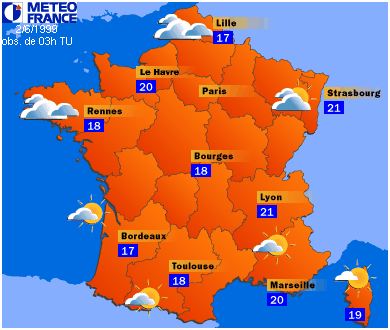 METEO
FRANCE
2/6/1999
obs. de 03h TU
Lille
17
Le Havre
20
Paris
Strasbourg
21
Rennes
18
Bourges
18
Lyon
21
Bordeaux
17
Toulouse
18
Marseille
20
19